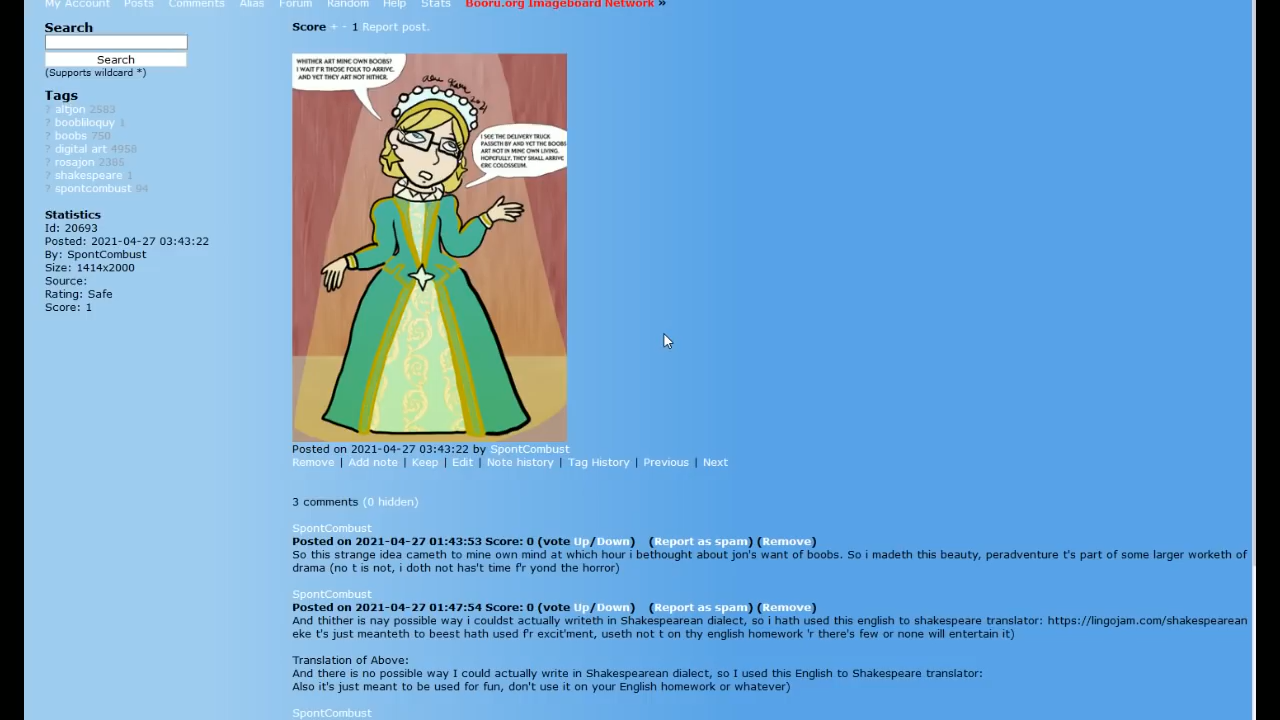 My Account Posts Comments Alias Forum Random Help Stats Booru.org Imageboard Network »
Search
Search
(Supports wildcard *)
Tags
? altjon 2583
? boobliloquy 1
? boobs 750
? digital art 4958
? rosajon 2385
? shakespeare 1
? spontcombust 94
Statistics
Id: 20693
Posted: 2021-04-27 03:43:22
By: SpontCombust
Size: 1414x2000
Source:
Rating: Safe
Score: 1
Score + - 1 Report post.
WHITHER ART MINE OWN BOOBS?
I WAIT F'R THOSE FOLK TO ARRIVE,
AND YET THEY ART NOT HITHER.
2021
I SEE THE DELIVERY TRUCK
PASSETH BY AND YET THE BOOBS
ART NOT IN MINE OWN LIVING.
HOPEFULLY, THEY SHALL ARRIVE
ERE COLOSSEUM.
Posted on 2021-04-27 03:43:22 by SpontCombust
Remove | Add note | Keep | Edit | Note history | Tag History | Previous | Next
3 comments (0 hidden)
SpontCombust
Posted on 2021-04-27 01:43:53 Score: 0 (vote Up/Down) (Report as spam) (Remove)
So this strange idea cameth to mine own mind at which hour i bethought about jon's want of boobs. So i madeth this beauty, peradventure t's part of some larger worketh of
drama (no t is not, i doth not has't time f'r yond the horror)
SpontCombust
Posted on 2021-04-27 01:47:54 Score: 0 (vote Up/Down) (Report as spam) (Remove)
And thither is nay possible way i couldst actually writeth in Shakespearean dialect, so i hath used this english to shakespeare translator: https://lingojam.com/shakespearean
eke t's just meanteth to beest hath used f'r excit'ment, useth not t on thy english homework 'r there's few or none will entertain it)
Translation of Above:
And there is no possible way I could actually write in Shakespearean dialect, so I used this English to Shakespeare translator:
Also it's just meant to be used for fun, don't use it on your English homework or whatever)
SpontCombust